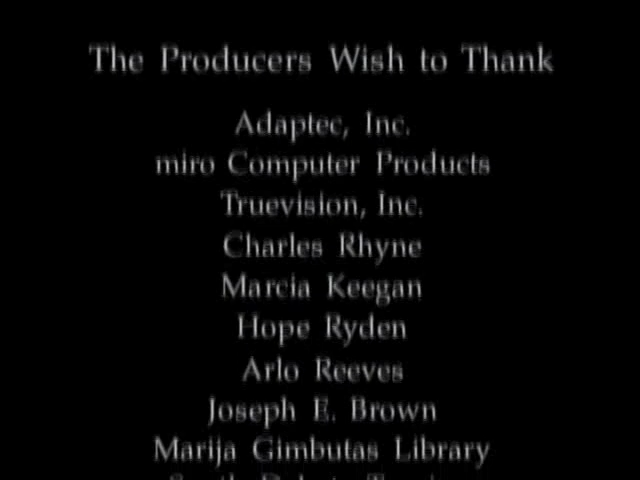 The Producers Wish to Thank
Adaptec, Inc.
miro Computer Products
Truevision, Inc.
Charles Rhyne
Marcia Keegan
Hope Ryden
Arlo Reeves
Joseph E. Brown
Marija Gimbutas Library